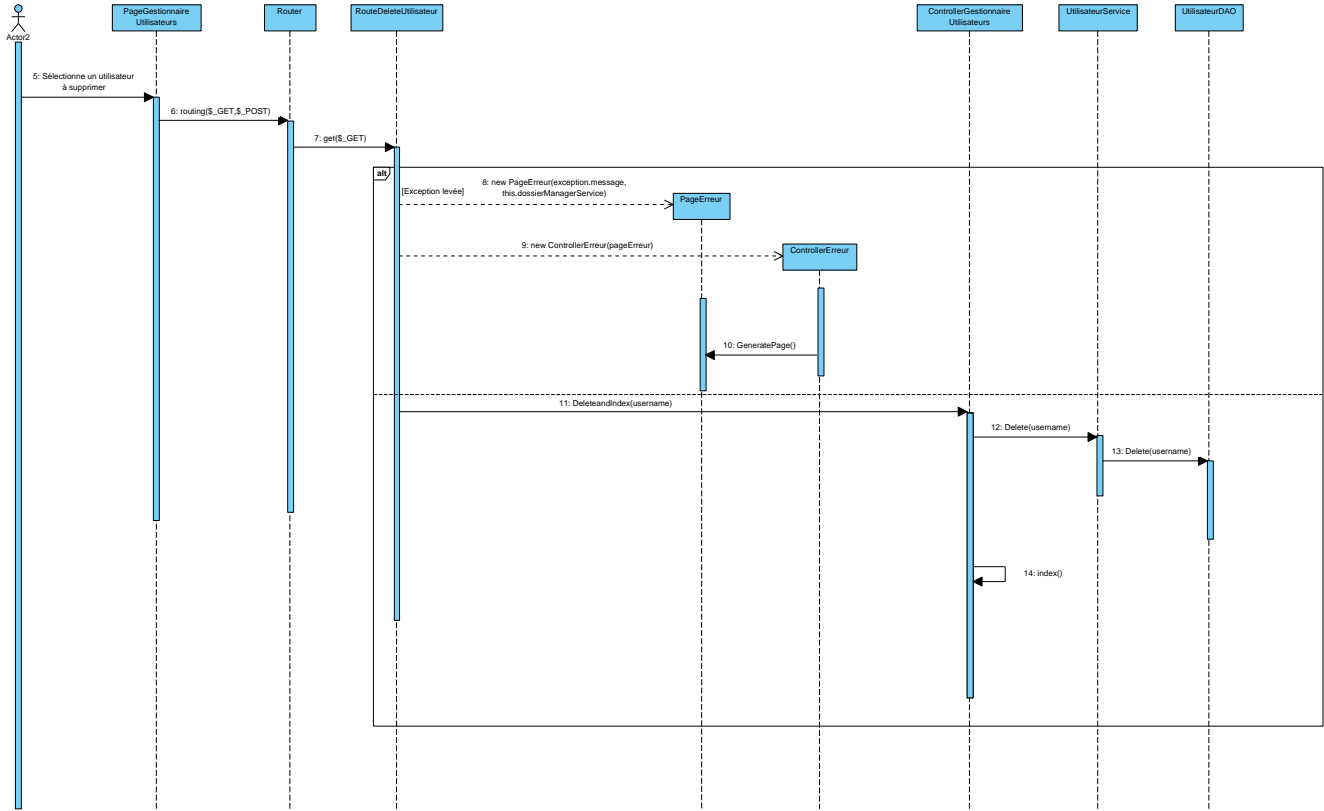 Actor2
PageGestionnaire
Utilisateurs
Router
RouteDeleteUtilisateur
ControllerGestionnaire
Utilisateurs
UtilisateurService
UtilisateurDAO
5: Sélectionne un utilisateur
à supprimer
6: routing($_GET,$_POST)
7: get($_GET)
alt
[Exception levée]
8: new PageErreur(exception.message,
this.dossierManagerService)
PageErreur
9: new ControllerErreur(pageErreur)
ControllerErreur
10: GeneratePage()
11: DeleteandIndex(username)
12: Delete(username)
13: Delete(username)
14: index()